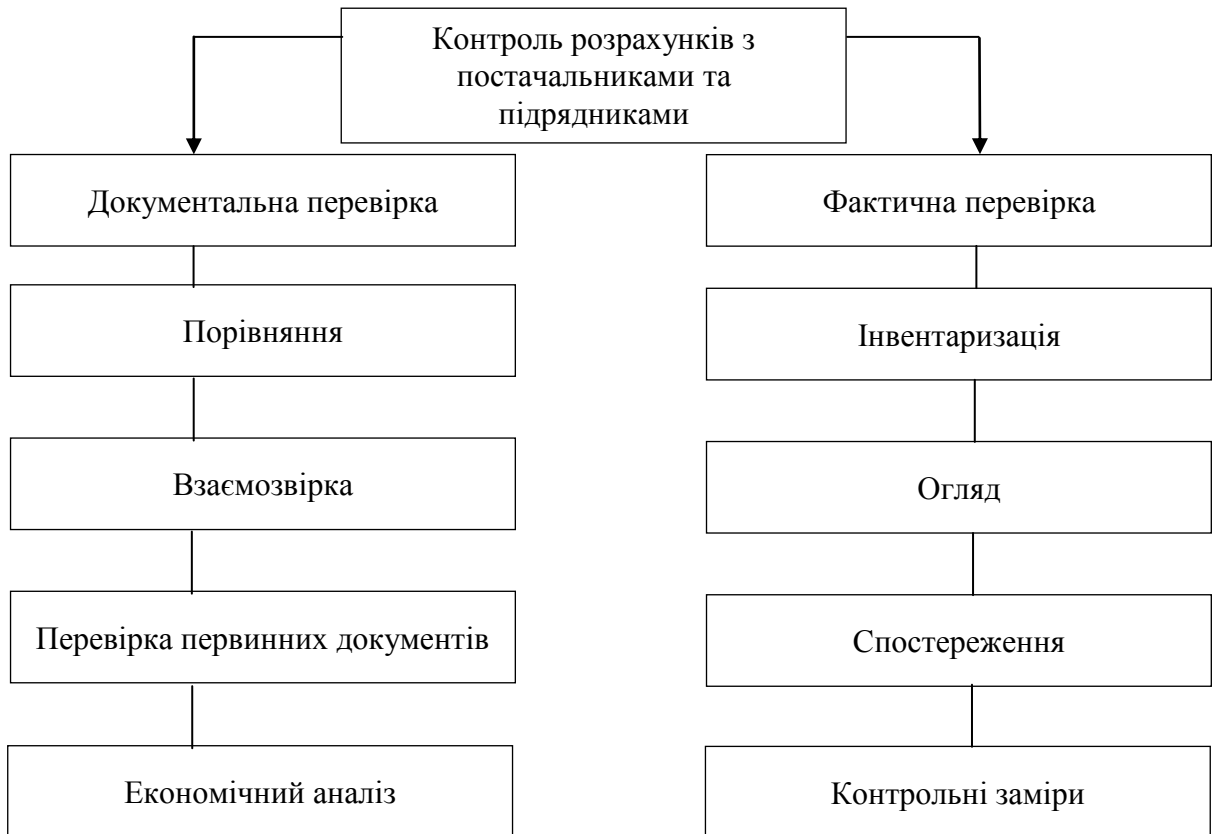 Контроль розрахунків з
постачальниками та
підрядниками
Документальна перевірка
Порівняння
Взаємозвірка
Перевірка первинних документів
Економічний аналіз
Фактична перевірка
Інвентаризація
Огляд
Спостереження
Контрольні заміри